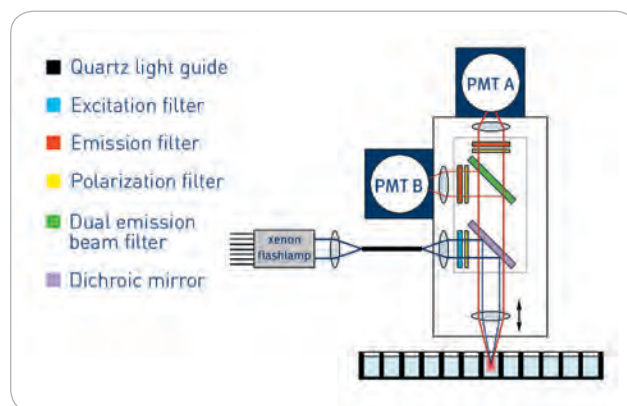 Quartz light guide
Excitation filter
Emission filter
Polarization filter
Dual emission
beam filter
Dichroic mirror
PMT A
PMT B
xenon
flashlamp